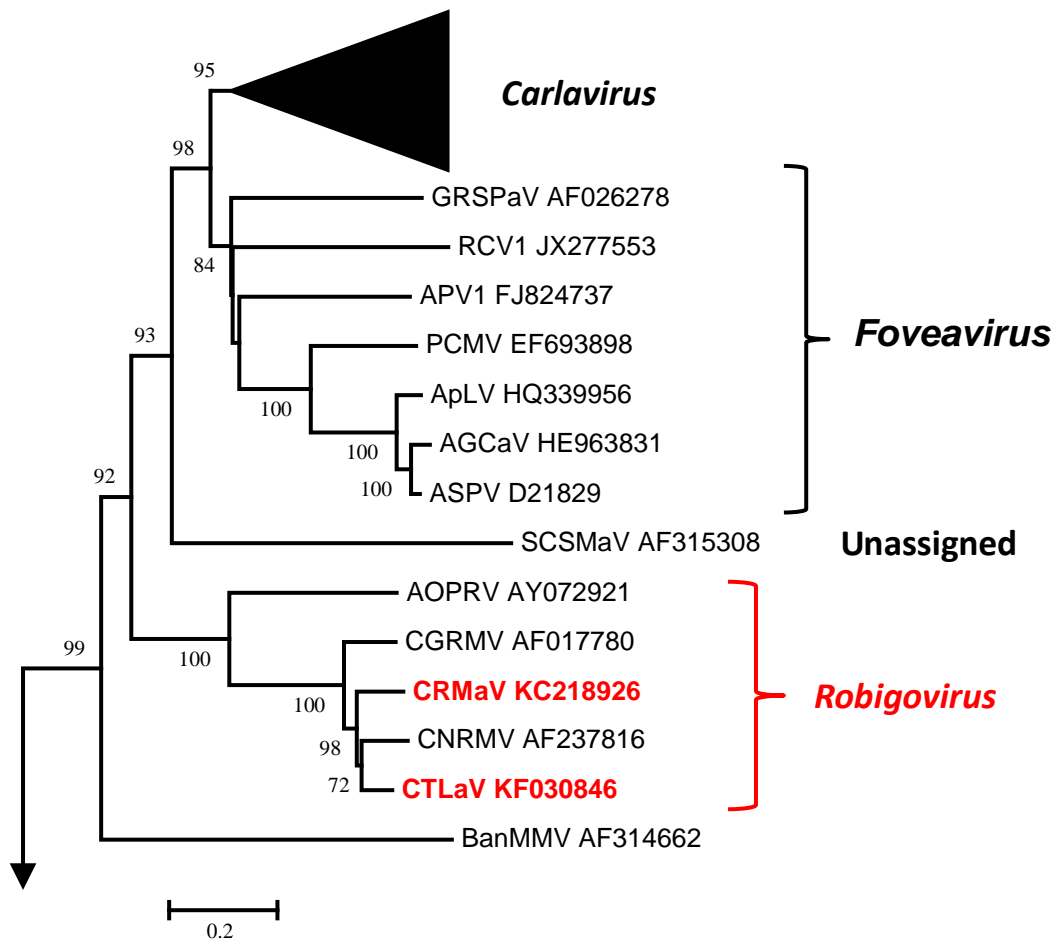 95
Carlavirus
98
GRSPaV AF026278
RCV1 JX277553
84
APV1 FJ824737
Foveavirus
93
PCMV EF693898
ApLV HQ339956
100
AGCaV HE963831
100
ASPV D21829
100
92
SCSMaV AF315308
Unassigned
AOPRV AY072921
CGRMV AF017780
99
100
CRMaV KC218926
Robigovirus
100
CNRMV AF237816
98
CTLaV KF030846
72
BanMMV AF314662
0.2